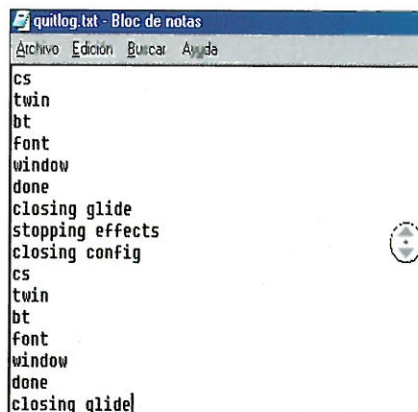 quitlog.txt - Bloc de notas
Archivo Edición Buscar Ayuda
cs
twin
bt
font
window
done
closing glide
stopping effects
closing config
cs
twin
bt
font
window
done
closing glide